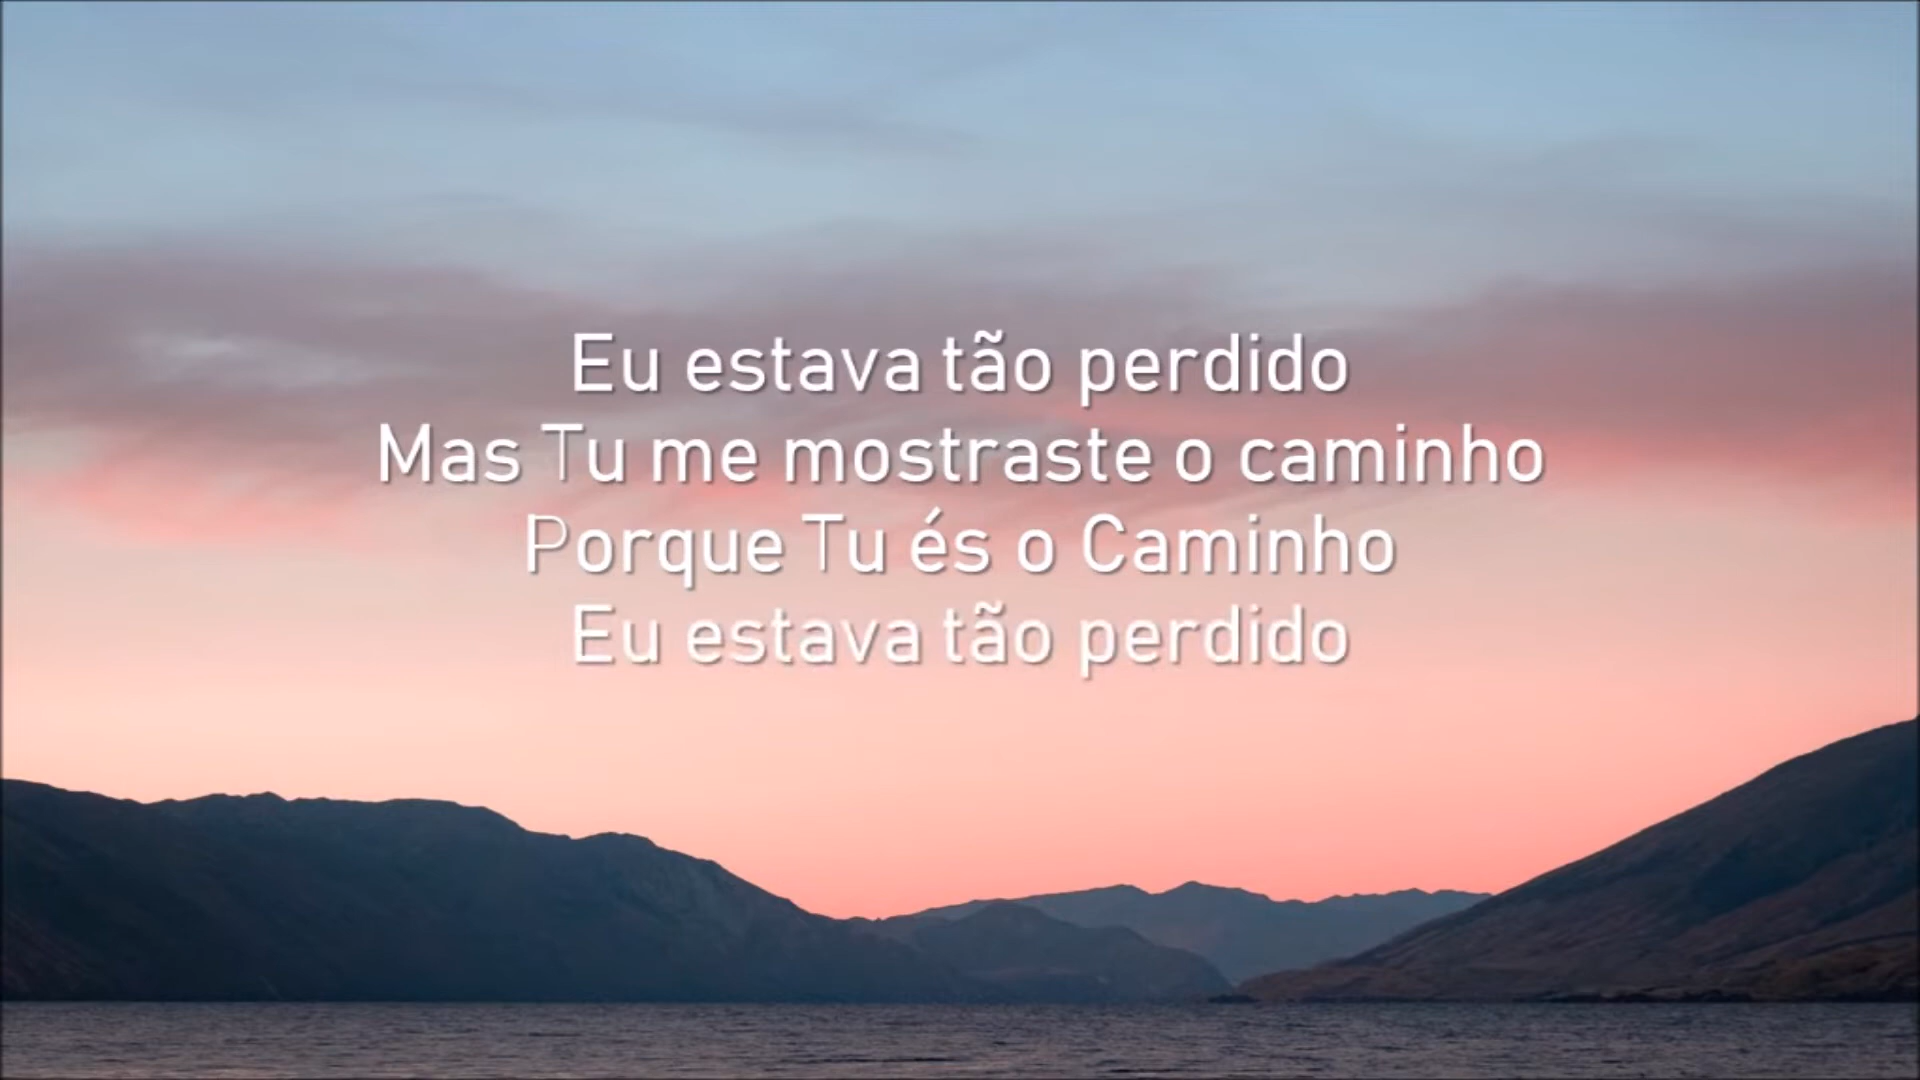 Eu estava tão perdido
Mas Tu me mostraste o caminho
Porque Tu és o Caminho
Eu estava tão perdido